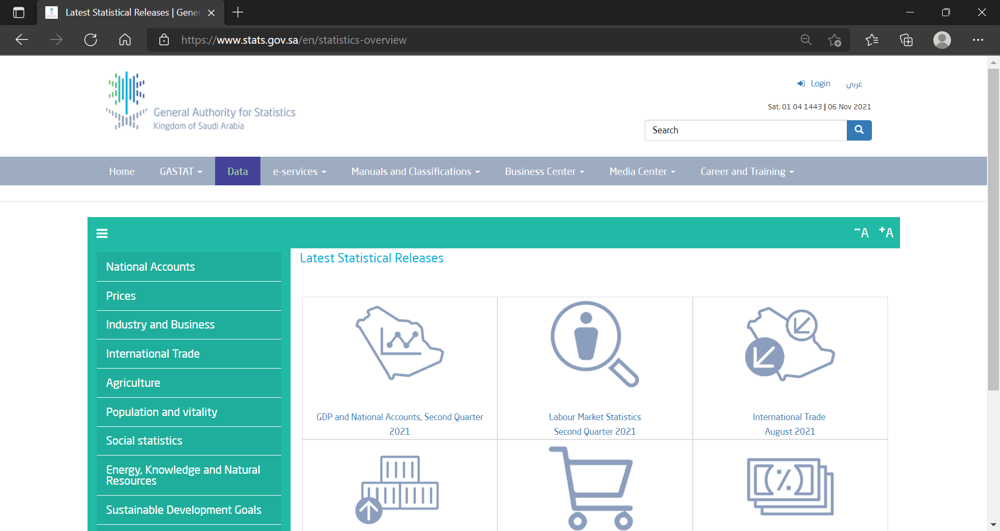 Latest Statistical Releases | Gener
https://www.stats.gov.sa/en/statistics-overview
General Authority for Statistics
Kingdom of Saudi Arabia
Login عربي
Sat, 01 04 1443 | 06 Nov 2021
Search
Home GASTAT Data e-services Manuals and Classifications Business Center Media Center Career and Training
-A +A
National Accounts
Prices
Industry and Business
International Trade
Agriculture
Population and vitality
Social statistics
Energy, Knowledge and Natural
Resources
Sustainable Development Goals
Latest Statistical Releases
GDP and National Accounts, Second Quarter
2021
Labour Market Statistics
Second Quarter 2021
International Trade
August 2021